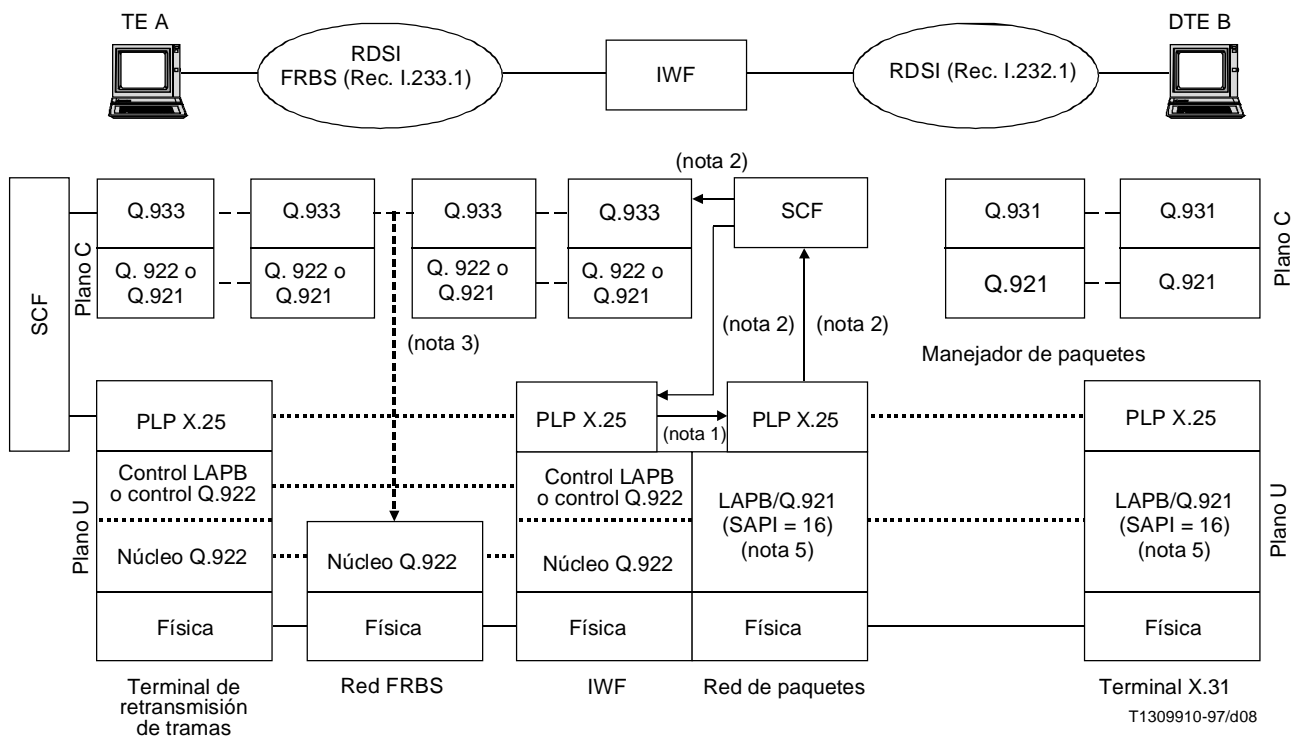 TE A
DTE B
RDSI
FRBS (Rec. I.233.1)
IWF
RDSI (Rec. I.232.1)
(nota 2)
SCF
Plano C
Q.933
Q.933
Q.933
Q.933
SCF
Q.931
Q.931
Plano C
Q. 922 o
Q.921
Q. 922 o
Q.921
Q. 922 o
Q.921
Q. 922 o
Q.921
Q.921
Q.921
(nota 3)
(nota 2)
(nota 2)
Manejador de paquetes
PLP X.25
PLP X.25
(nota 1)
PLP X.25
PLP X.25
Plano U
Control LAPB
o control Q.922
Control LAPB
o control Q.922
LAPB/Q.921
(SAPI = 16)
(nota 5)
LAPB/Q.921
(SAPI = 16)
(nota 5)
Plano U
Núcleo Q.922
Núcleo Q.922
Núcleo Q.922
Física
Física
Física
Física
Física
Terminal de
retransmisión
de tramas
Red FRBS
IWF
Red de paquetes
Terminal X.31
T1309910-97/d08